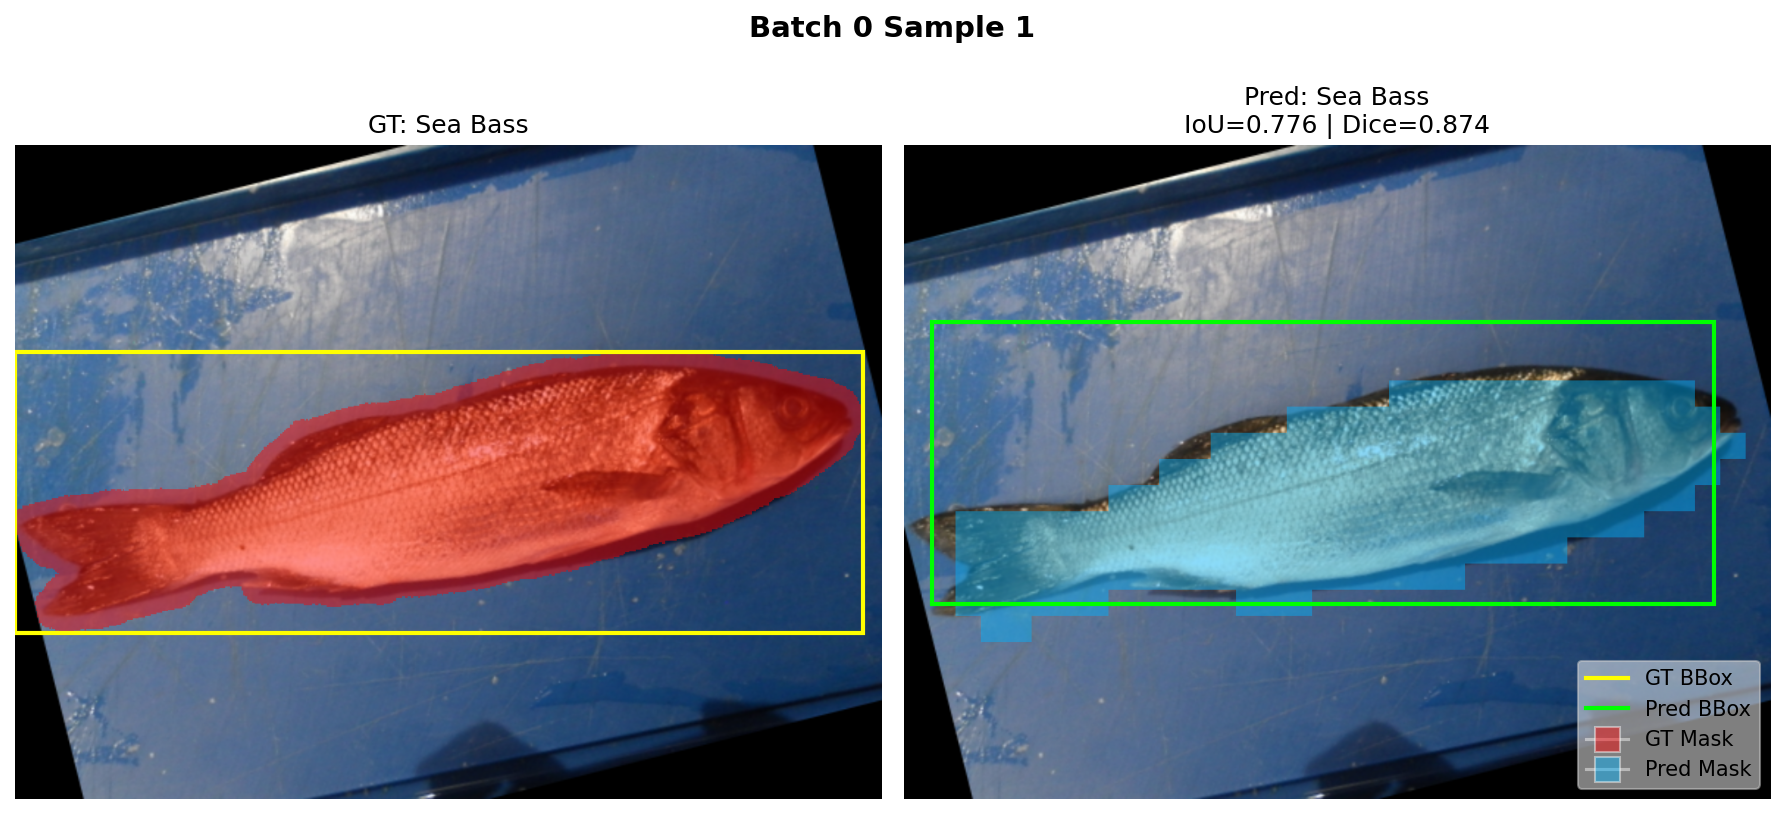 Batch 0 Sample 1
GT: Sea Bass
Pred: Sea Bass
IoU=0.776 | Dice=0.874
GT BBox
Pred BBox
GT Mask
Pred Mask